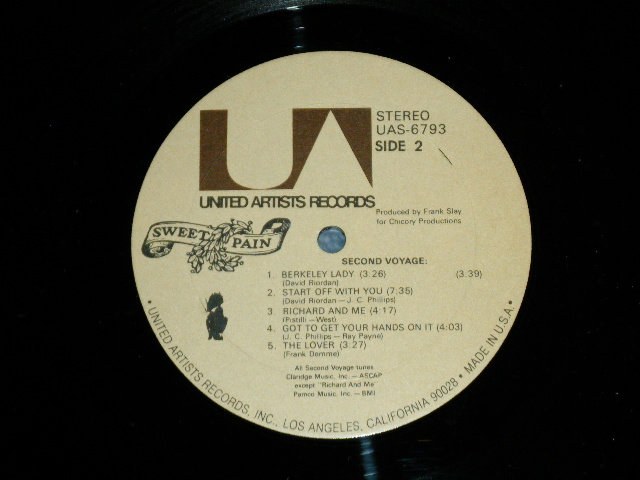 UA
STEREO
UAS-6793
SIDE 2
UNITED ARTISTS RECORDS
Produced by Frank Slay
for Chicory Productions
SWEET PAIN
SECOND VOYAGE:
1. BERKELEY LADY (3.26) (3.39)
(David Riordan)
2. START OFF WITH YOU (7.35)
(David Riordan—J. C. Phillips)
3. RICHARD AND ME (4:17)
(Pistilli—West)
4. GOT TO GET YOUR HANDS ON IT (4:03)
(J. C. Phillips—Ray Payne)
5. THE LOVER (3.27)
(Frank Demme)
All Second Voyage tunes
Claridge Music, Inc.—ASCAP
except "Richard And Me
Pamco Music, Inc.—BMI
• UNITED ARTISTS RECORDS, INC., LOS ANGELES, CALIFORNIA 90028 • MADE IN U.S.A. •